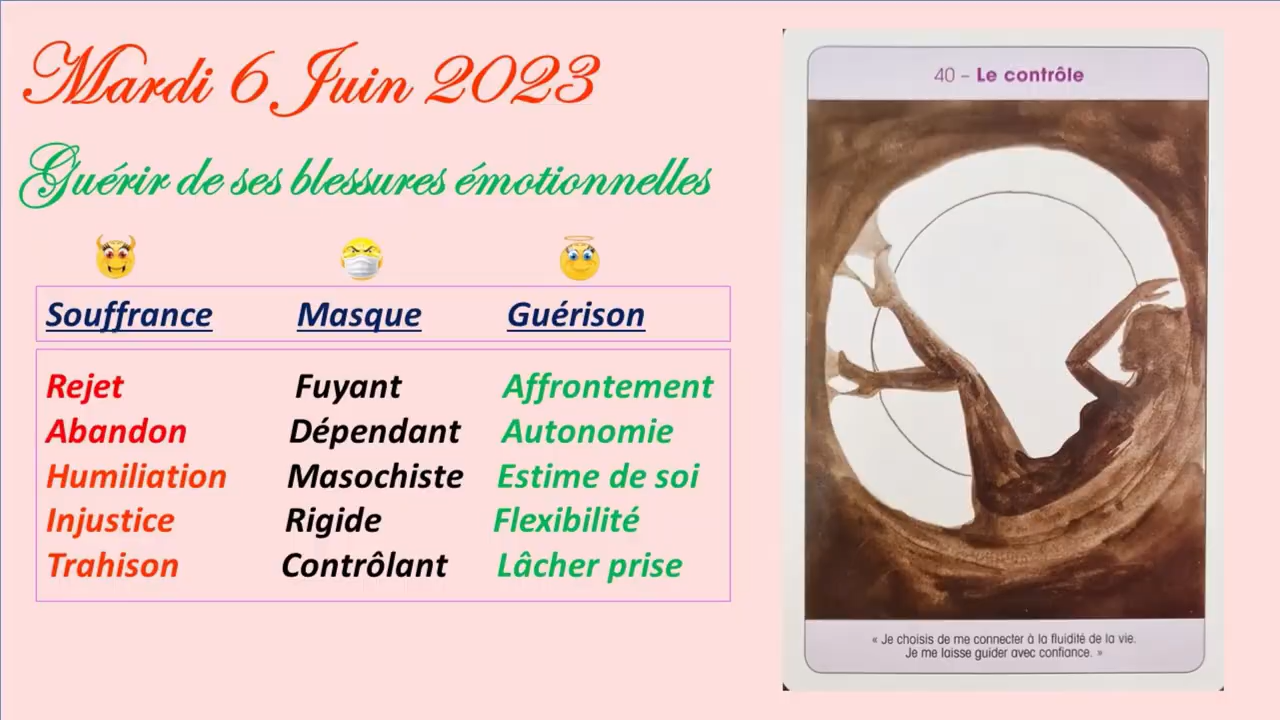 Mardi 6 Juin 2023
Guérir de ses blessures émotionnelles
Souffrance Masque Guérison
Rejet Fuyant Affrontement
Abandon Dépendant Autonomie
Humiliation Masochiste Estime de soi
Injustice Rigide Flexibilité
Trahison Contrôlant Lâcher prise
40 – Le contrôle
« Je choisis de me connecter à la fluidité de la vie.
Je me laisse guider avec confiance. »